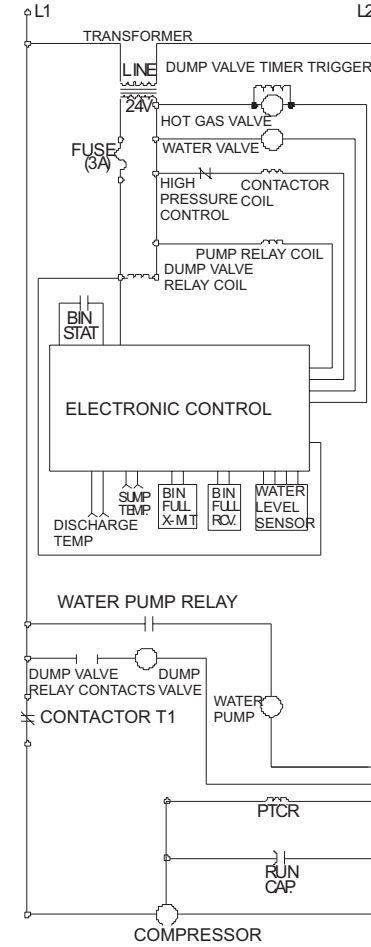 L1
L2
TRANSFORMER
LINE
DUMP VALVE TIMER TRIGGER
24V
HOT GAS VALVE
FUSE
(3A)
WATER VALVE
HIGH
PRESSURE
CONTROL
CONTACTOR
COIL
PUMP RELAY COIL
DUMP VALVE
RELAY COIL
BIN
STAT
ELECTRONIC CONTROL
DISCHARGE
TEMP
SUMP
TEMP.
BIN
FULL
X-MIT
BIN
FULL
RCV.
WATER
LEVEL
SENSOR
WATER PUMP RELAY
DUMP VALVE
RELAY CONTACTS
DUMP
VALVE
WATER
PUMP
CONTACTOR T1
PTCR
RUN
CAP.
COMPRESSOR